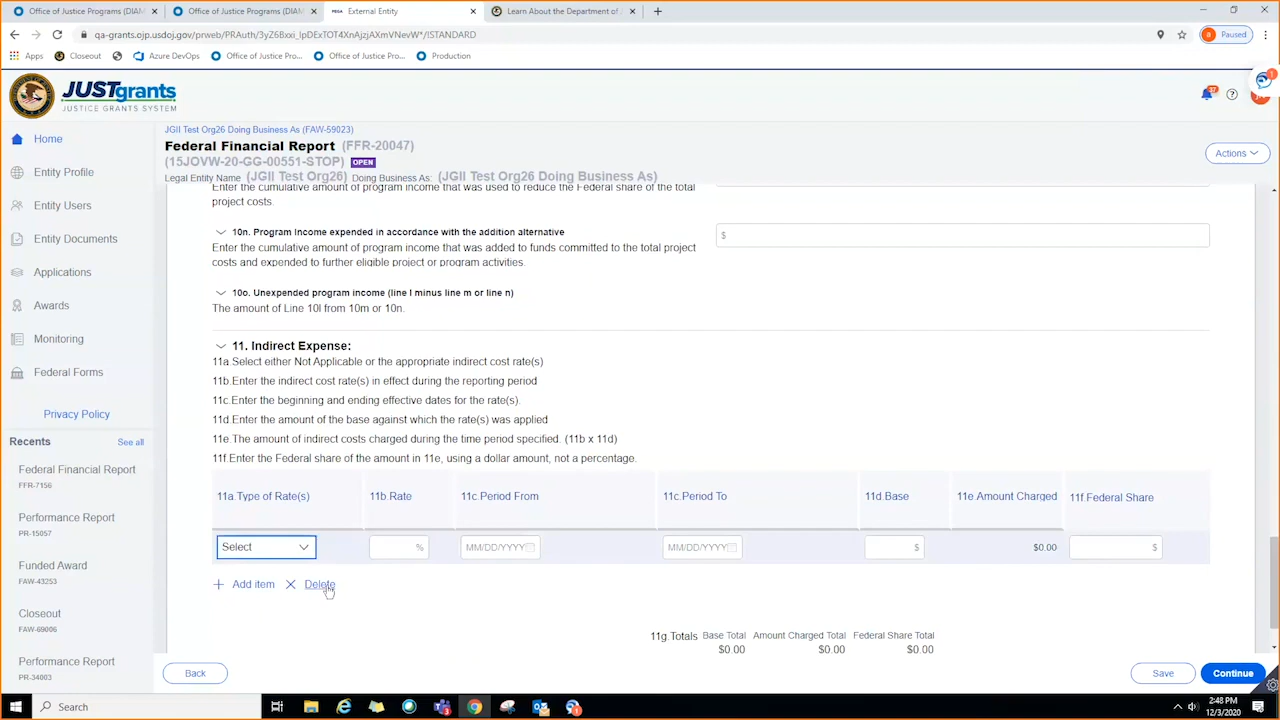 Office of Justice Programs (DIAM
Office of Justice Programs (DIAM
PEGA External Entity
Learn About the Department of J
qa-grants.ojp.usdoj.gov/prweb/PRAuth/3yZ6Bxxi_IpDExTOT4XnAjzjAXmVNevW*/!STANDARD
a Paused
Apps
Closeout
Azure DevOps
Office of Justice Pro...
Office of Justice Pro...
Production
JUSTgrants
JUSTICE GRANTS SYSTEM
Home
Entity Profile
Entity Users
Entity Documents
Applications
Awards
Monitoring
Federal Forms
Privacy Policy
Recents
See all
Federal Financial Report
FFR-7156
Performance Report
PR-15057
Funded Award
FAW-43253
Closeout
FAW-69006
Performance Report
PR-34003
JGII Test Org26 Doing Business As (FAW-59023)
Federal Financial Report (FFR-20047)
(15JOVW-20-GG-00551-STOP) OPEN
Legal Entity Name (JGII Test Org26) Doing Business As: (JGII Test Org26 Doing Business As)
Actions
Enter the cumulative amount of program income that was used to reduce the Federal share of the total
project costs.
10n. Program Income expended in accordance with the addition alternative
Enter the cumulative amount of program income that was added to funds committed to the total project
costs and expended to further eligible project or program activities.
$
10o. Unexpended program income (line l minus line m or line n)
The amount of Line 10l from 10m or 10n.
11. Indirect Expense:
11a.Select either Not Applicable or the appropriate indirect cost rate(s)
11b.Enter the indirect cost rate(s) in effect during the reporting period
11c.Enter the beginning and ending effective dates for the rate(s).
11d.Enter the amount of the base against which the rate(s) was applied
11e.The amount of indirect costs charged during the time period specified. (11b x 11d)
11f.Enter the Federal share of the amount in 11e, using a dollar amount, not a percentage.
11a.Type of Rate(s) 11b.Rate 11c.Period From 11c.Period To 11d.Base 11e.Amount Charged 11f.Federal Share
Select % MM/DD/YYYY MM/DD/YYYY $ $0.00 $
Add item Delete
11g.Totals Base Total Amount Charged Total Federal Share Total
$0.00 $0.00 $0.00
Back
Save
Continue
Search
2:48 PM
12/3/2020